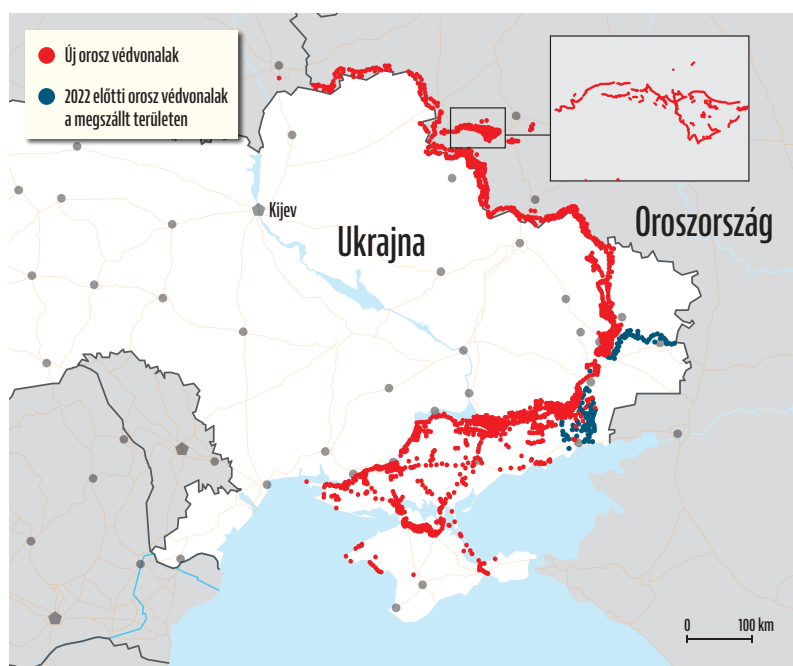 Új orosz védvonalak
2022 előtti orosz védvonalak
a megszállt területen
Kijev
Ukrajna
Oroszország
0 100 km